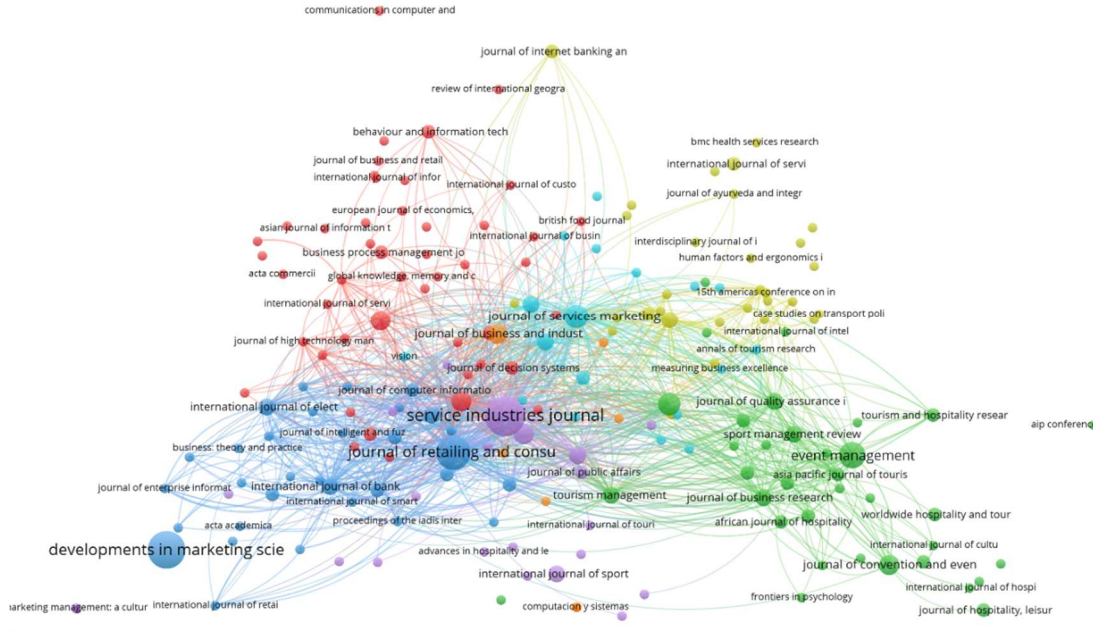 communications in computer and
journal of internet banking an
review of international geogra
behaviour and information tech
bmc health services research
journal of business and retail
international journal of servi
international journal of infor
international journal of custo
journal of ayurveda and integr
european journal of economics,
british food journal
asian journal of information t
international journal of busin
interdisciplinary journal of i
business process management jo
human factors and ergonomics i
acta commercii
global knowledge, memory and c
15th americas conference on in
international journal of servi
journal of services marketing
case studies on transport poli
journal of business and indust
international journal of intel
journal of high technology man
vision
annals of tourism research
journal of decision systems
measuring business excellence
journal of computer informatio
international journal of elect
journal of quality assurance i
service industries journal
tourism and hospitality resear
aip conferenc
journal of intelligent and fuz
sport management review
business: theory and practice
journal of retailing and consu
event management
journal of public affairs
asia pacific journal of touris
journal of enterprise informat
international journal of bank
tourism management
journal of business research
international journal of smart
worldwide hospitality and tour
acta academica
proceedings of the iadis inter
international journal of touri
african journal of hospitality
developments in marketing scie
advances in hospitality and le
international journal of cultu
journal of convention and even
international journal of sport
international journal of hospi
frontiers in psychology
arketing management: a cultur
international journal of retai
computacion y sistemas
journal of hospitality, leisur